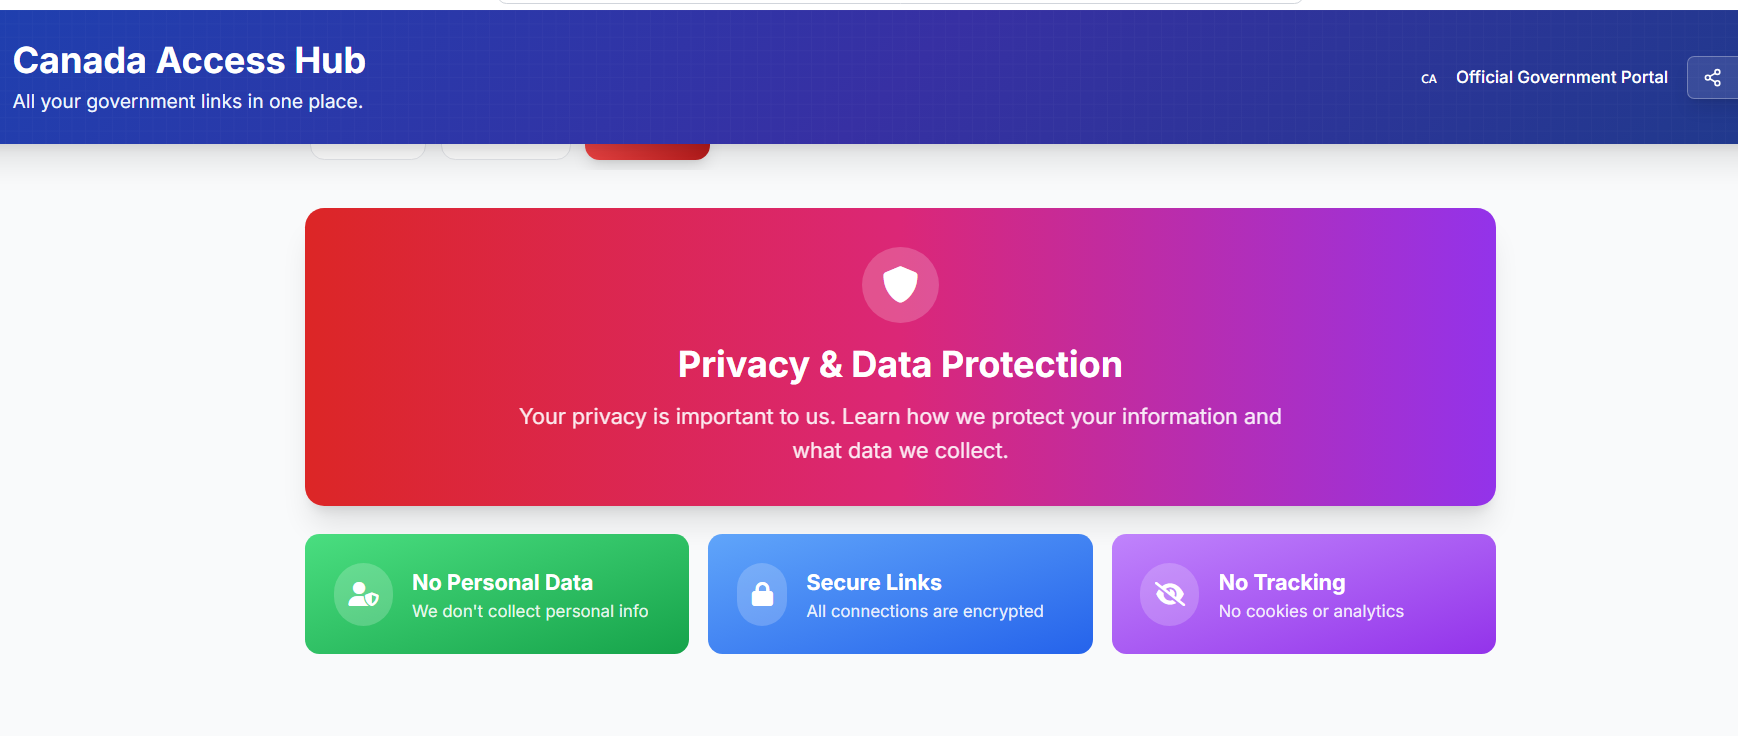 Canada Access Hub
All your government links in one place.
CA Official Government Portal
Privacy & Data Protection
Your privacy is important to us. Learn how we protect your information and
what data we collect.
No Personal Data
We don't collect personal info
Secure Links
All connections are encrypted
No Tracking
No cookies or analytics